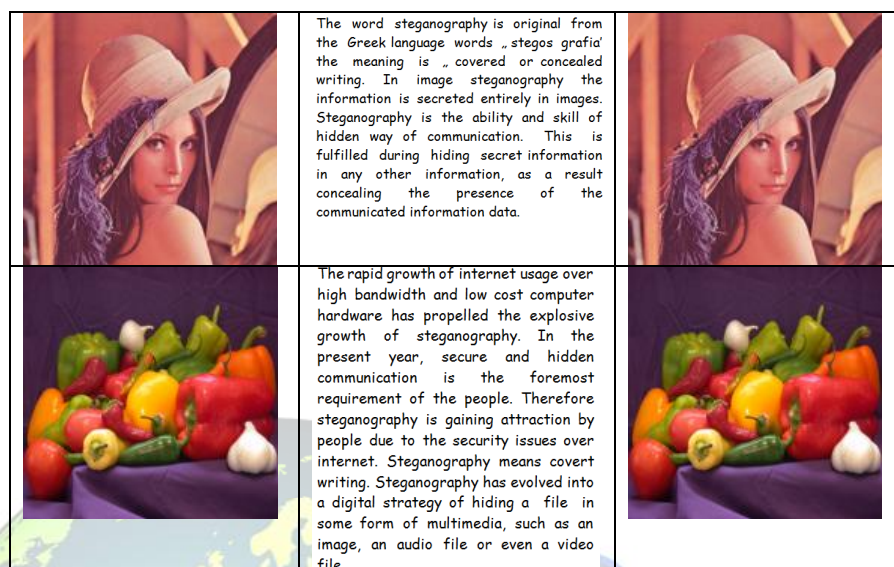 The word steganography is original from
the Greek language words „ stegos grafia’
the meaning is „ covered or concealed
writing. In image steganography the
information is secreted entirely in images.
Steganography is the ability and skill of
hidden way of communication. This is
fulfilled during hiding secret information
in any other information, as a result
concealing the presence of the
communicated information data.
The rapid growth of internet usage over
high bandwidth and low cost computer
hardware has propelled the explosive
growth of steganography. In the
present year, secure and hidden
communication is the foremost
requirement of the people. Therefore
steganography is gaining attraction by
people due to the security issues over
internet. Steganography means covert
writing. Steganography has evolved into
a digital strategy of hiding a file in
some form of multimedia, such as an
image, an audio file or even a video
file.